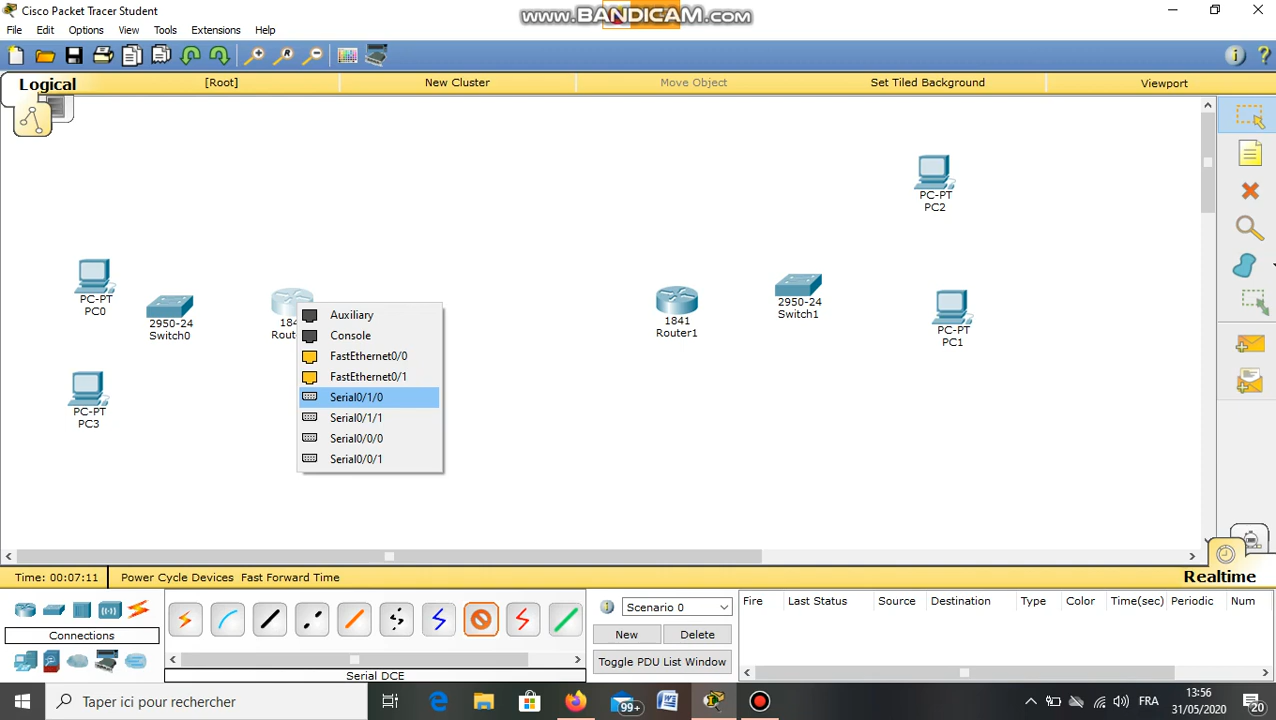 Cisco Packet Tracer Student
www.BANDICAM.com
File Edit Options View Tools Extensions Help
Logical [Root] New Cluster Move Object Set Tiled Background Viewport
PC-PT
PC2
PC-PT
PC0
2950-24
Switch0
184
Rout
Auxiliary
Console
FastEthernet0/0
FastEthernet0/1
Serial0/1/0
Serial0/1/1
Serial0/0/0
Serial0/0/1
1841
Router1
2950-24
Switch1
PC-PT
PC1
PC-PT
PC3
Time: 00:07:11 Power Cycle Devices Fast Forward Time
Realtime
Connections
Serial DCE
Scenario 0
New Delete
Toggle PDU List Window
Fire Last Status Source Destination Type Color Time(sec) Periodic Num
Taper ici pour rechercher
99+
FRA
13:56
31/05/2020
20